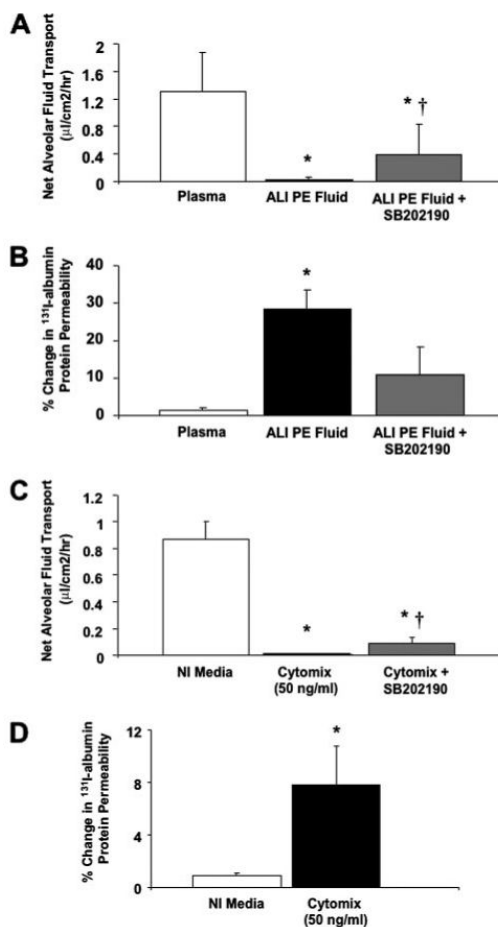 A
Net Alveolar Fluid Transport
(μl/cm2/hr)
2
1.6
1.2
0.8
0.4
0
*
* †
Plasma
ALI PE Fluid
ALI PE Fluid +
SB202190
B
% Change in ¹³¹I-albumin
Protein Permeability
40
30
20
10
0
*
Plasma
ALI PE Fluid
ALI PE Fluid +
SB202190
C
Net Alveolar Fluid Transport
(μl/cm2/hr)
1.2
1
0.8
0.6
0.4
0.2
0
*
* †
NI Media
Cytomix
(50 ng/ml)
Cytomix +
SB202190
D
% Change in ¹³¹I-albumin
Protein Permeability
12
8
4
0
*
NI Media
Cytomix
(50 ng/ml)